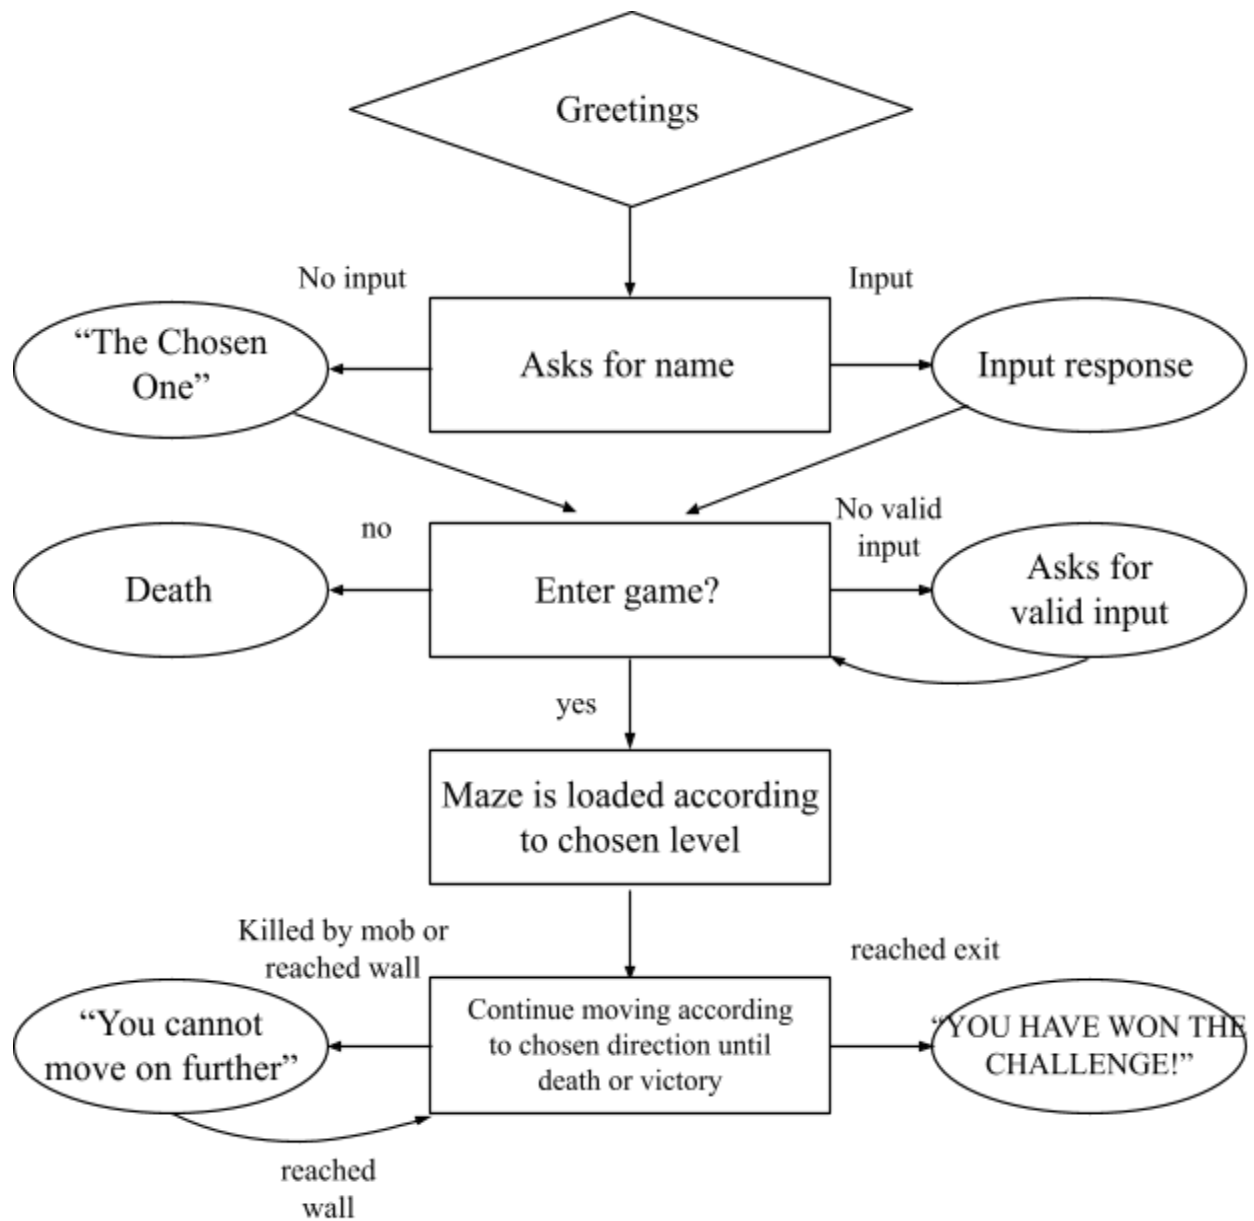 Greetings
No input
Input
“The Chosen
One”
Asks for name
Input response
no
No valid
input
Death
Enter game?
Asks for
valid input
yes
Maze is loaded according
to chosen level
Killed by mob or
reached wall
reached exit
“You cannot
move on further”
Continue moving according
to chosen direction until
death or victory
“YOU HAVE WON THE
CHALLENGE!”
reached
wall